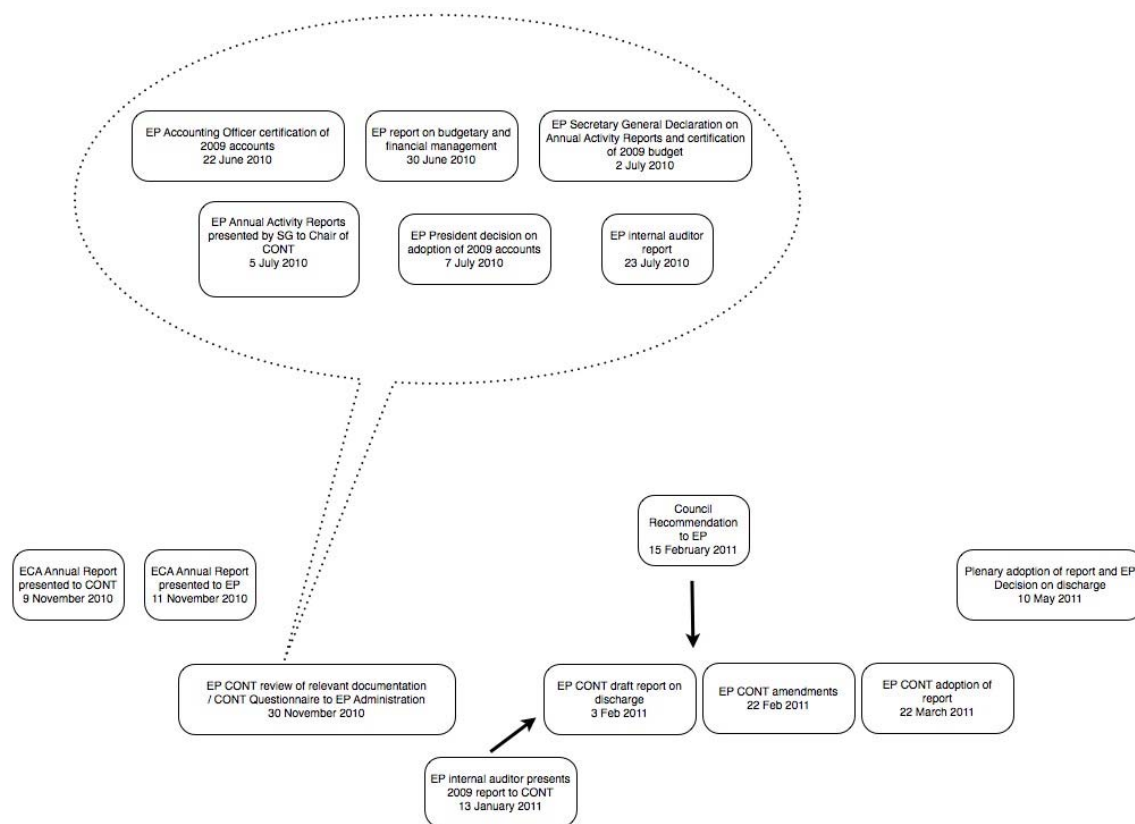 EP Accounting Officer certification of
2009 accounts
22 June 2010
EP report on budgetary and
financial management
30 June 2010
EP Secretary General Declaration on
Annual Activity Reports and certification
of 2009 budget
2 July 2010
EP Annual Activity Reports
presented by SG to Chair of
CONT
5 July 2010
EP President decision on
adoption of 2009 accounts
7 July 2010
EP internal auditor
report
23 July 2010
Council
Recommendation
to EP
15 February 2011
ECA Annual Report
presented to CONT
9 November 2010
ECA Annual Report
presented to EP
11 November 2010
Plenary adoption of report and EP
Decision on discharge
10 May 2011
EP CONT review of relevant documentation
/ CONT Questionnaire to EP Administration
30 November 2010
EP CONT draft report on
discharge
3 Feb 2011
EP CONT amendments
22 Feb 2011
EP CONT adoption of
report
22 March 2011
EP internal auditor presents
2009 report to CONT
13 January 2011